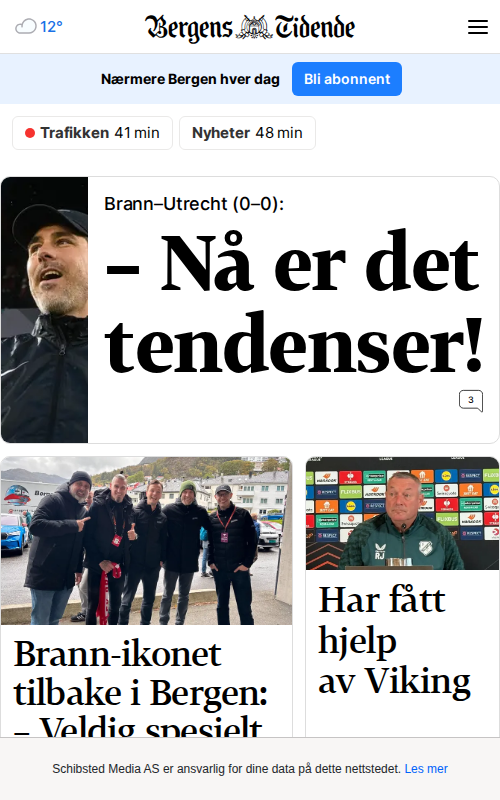 12°
Bergens Tidende
Nærmere Bergen hver dag
Bli abonnent
Trafikken 41 min
Nyheter 48 min
Brann–Utrecht (0–0):
– Nå er det
tendenser!
3
Brann-ikonet
tilbake i Bergen:
– Veldig spesielt
Har fått
hjelp
av Viking
RJ
Schibsted Media AS er ansvarlig for dine data på dette nettstedet. Les mer